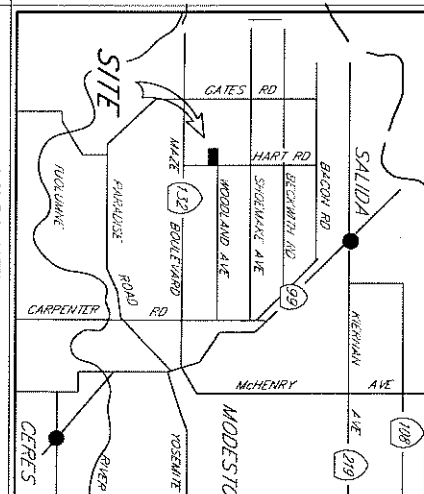 SITE
GATES RD
HART RD
MAZE
132
BOULEVARD
WOODLAND AVE
SHOEMAKE AVE
BECKWITH RD
BACON RD
SALIDA
99
KIERNAN
AVE
219
108
McHENRY AVE
CARPENTER RD
PARADISE
ROAD
TUOLUMNE
RIVER
YOSEMITE
MODESTO
CERES